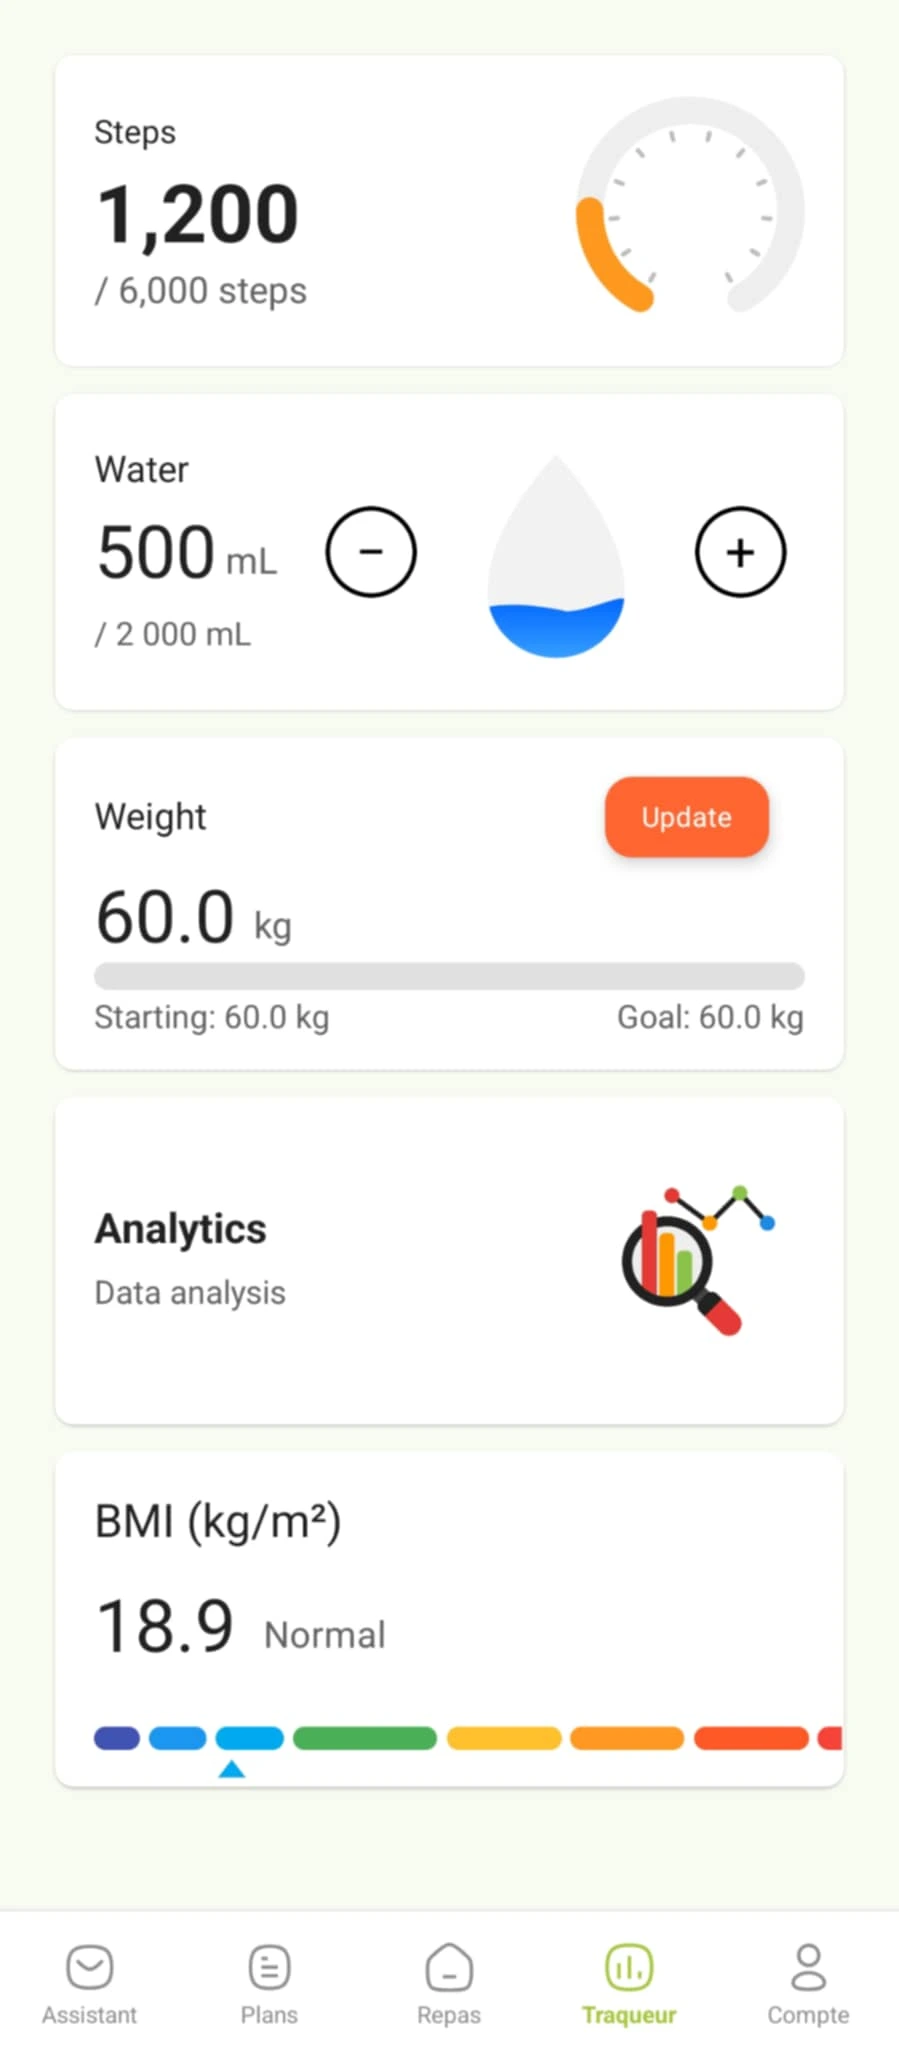 Steps
1,200
/ 6,000 steps
Water
500 mL
/ 2 000 mL
−
+
Weight
Update
60.0 kg
Starting: 60.0 kg
Goal: 60.0 kg
Analytics
Data analysis
BMI (kg/m²)
18.9 Normal
Assistant
Plans
Repas
Traqueur
Compte